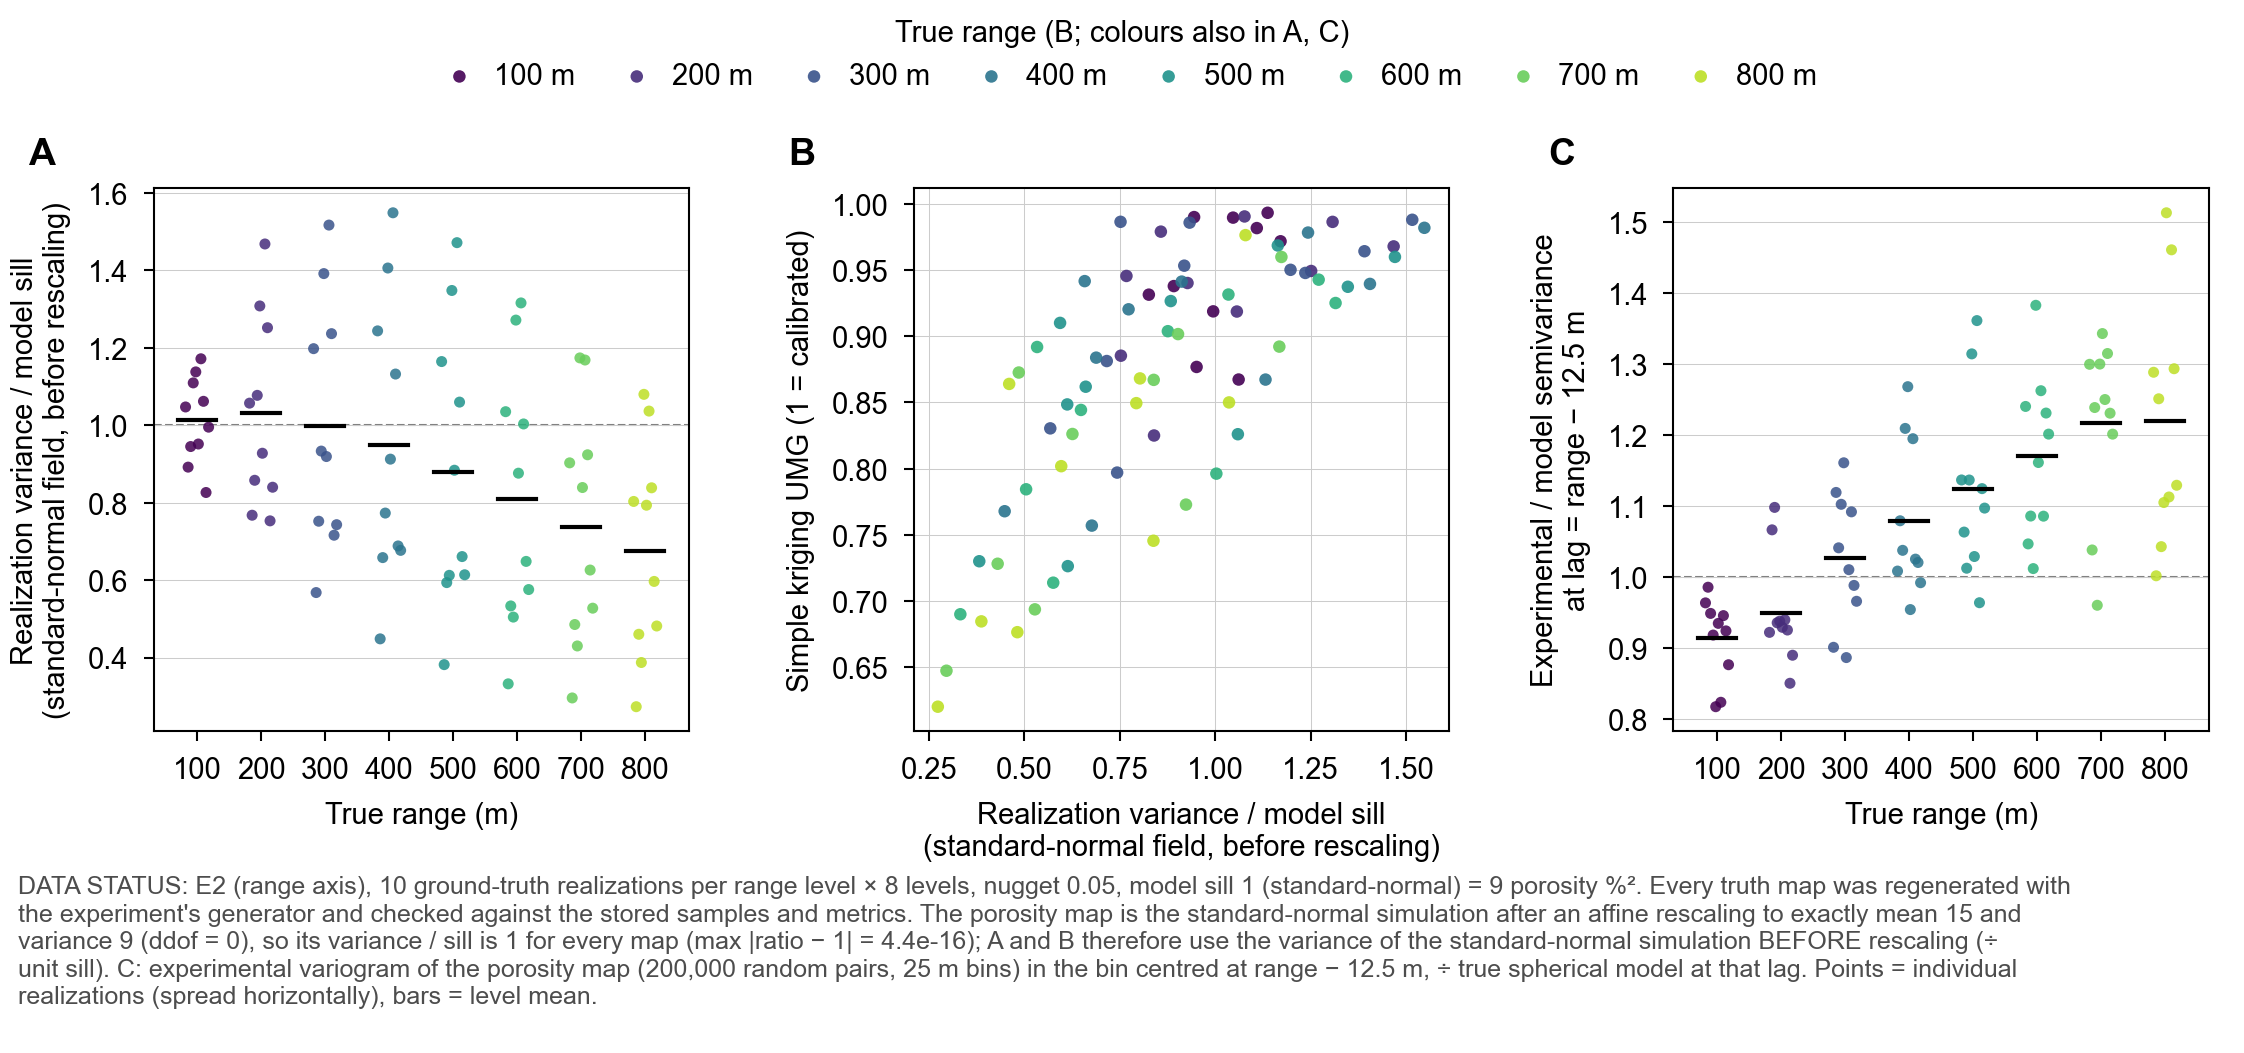 True range (B; colours also in A, C)
100 m 200 m 300 m 400 m 500 m 600 m 700 m 800 m
A
Realization variance / model sill
(standard-normal field, before rescaling)
1.6
1.4
1.2
1.0
0.8
0.6
0.4
100 200 300 400 500 600 700 800
True range (m)
B
Simple kriging UMG (1 = calibrated)
1.00
0.95
0.90
0.85
0.80
0.75
0.70
0.65
0.25 0.50 0.75 1.00 1.25 1.50
Realization variance / model sill
(standard-normal field, before rescaling)
C
Experimental / model semivariance
at lag = range − 12.5 m
1.5
1.4
1.3
1.2
1.1
1.0
0.9
0.8
100 200 300 400 500 600 700 800
True range (m)
DATA STATUS: E2 (range axis), 10 ground-truth realizations per range level × 8 levels, nugget 0.05, model sill 1 (standard-normal) = 9 porosity %². Every truth map was regenerated with
the experiment's generator and checked against the stored samples and metrics. The porosity map is the standard-normal simulation after an affine rescaling to exactly mean 15 and
variance 9 (ddof = 0), so its variance / sill is 1 for every map (max |ratio − 1| = 4.4e-16); A and B therefore use the variance of the standard-normal simulation BEFORE rescaling (÷
unit sill). C: experimental variogram of the porosity map (200,000 random pairs, 25 m bins) in the bin centred at range − 12.5 m, ÷ true spherical model at that lag. Points = individual
realizations (spread horizontally), bars = level mean.